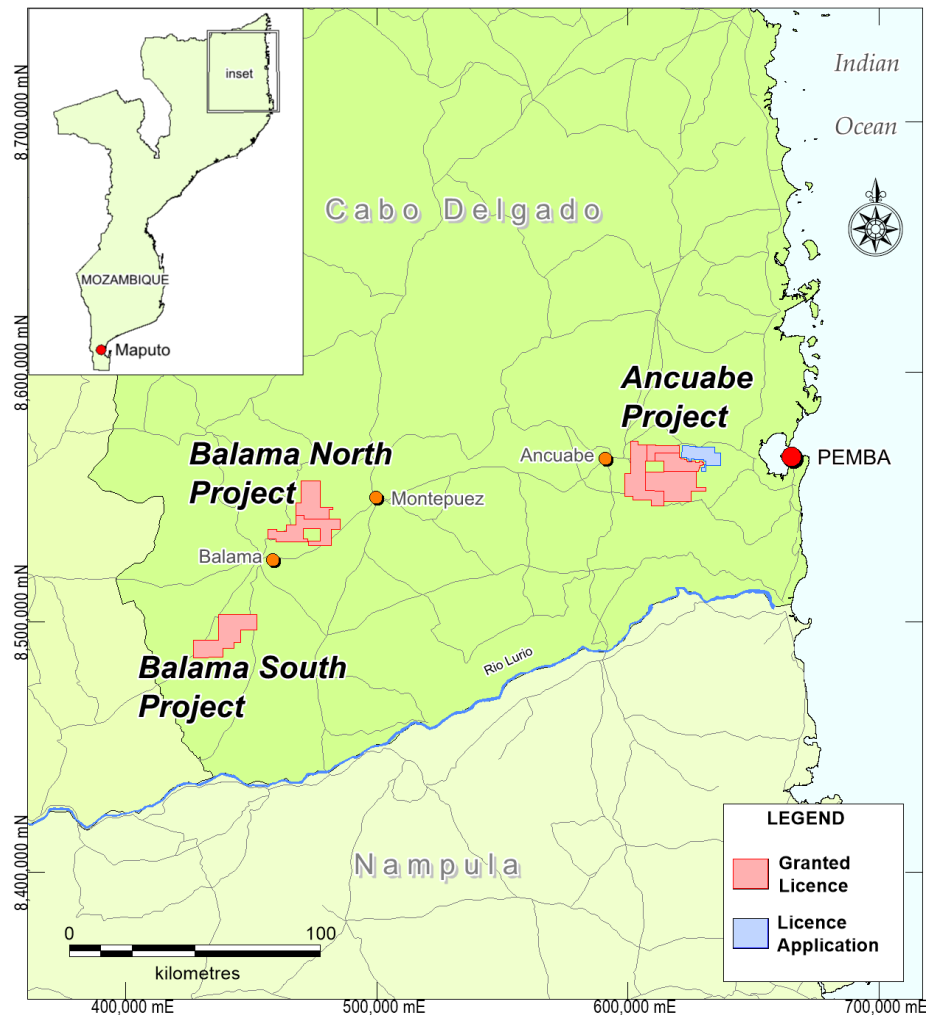 inset
MOZAMBIQUE
Maputo
Indian
Ocean
Cabo Delgado
Ancuabe
Project
Balama North
Project
Ancuabe
PEMBA
Montepuez
Balama
Balama South
Project
Rio Lurio
Nampula
LEGEND
Granted
Licence
Licence
Application
0 100
kilometres
8,700,000 mN
8,600,000 mN
8,500,000 mN
8,400,000 mN
400,000 mE 500,000 mE 600,000 mE 700,000 mE